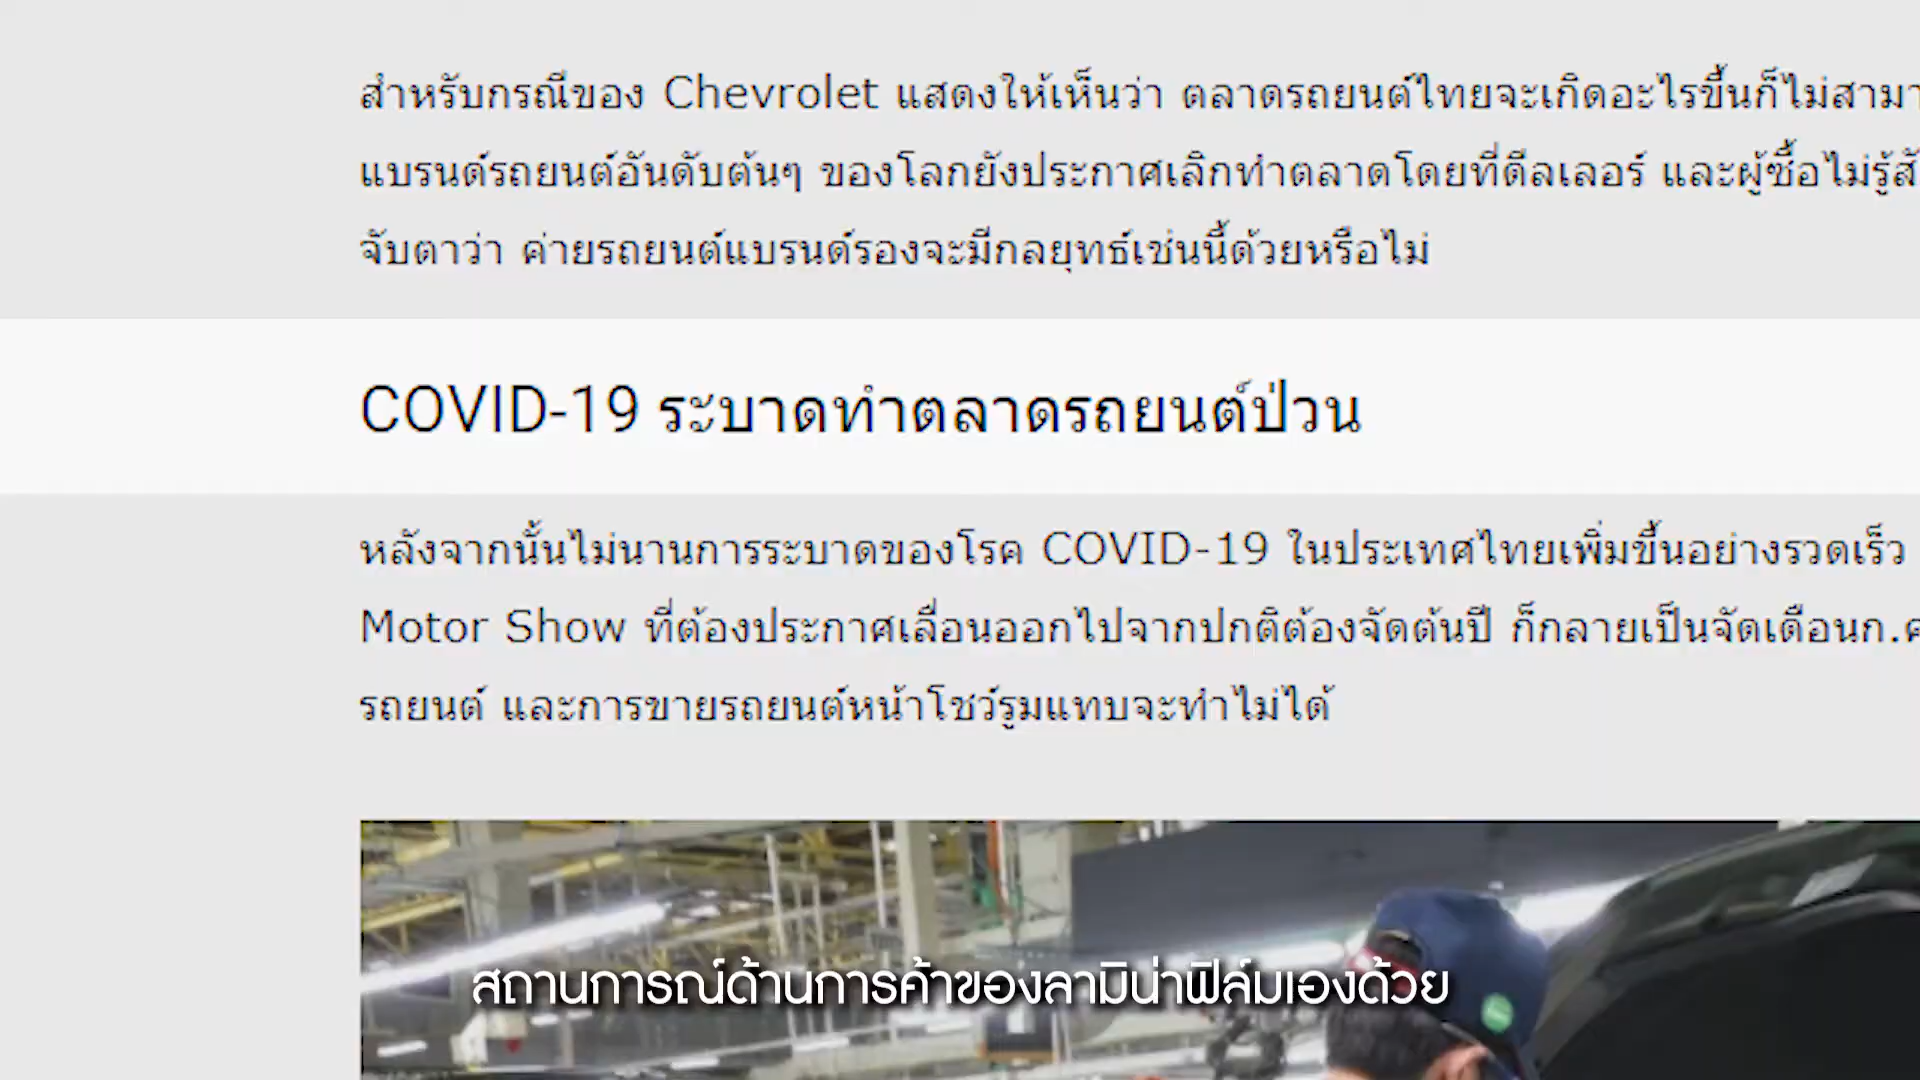 สำหรับกรณีของ Chevrolet แสดงให้เห็นว่า ตลาดรถยนต์ไทยจะเกิดอะไรขึ้นก็ไม่สามา
แบรนด์รถยนต์อันดับต้นๆ ของโลกยังประกาศเลิกทำตลาดโดยที่ดีลเลอร์ และผู้ซื้อไม่รู้
จับตาว่า ค่ายรถยนต์แบรนด์รองจะมีกลยุทธ์เช่นนี้ด้วยหรือไม่
COVID-19 ระบาดทำตลาดรถยนต์ป่วน
หลังจากนั้นไม่นานการระบาดของโรค COVID-19 ในประเทศไทยเพิ่มขึ้นอย่างรวดเร็ว
Motor Show ที่ต้องประกาศเลื่อนออกไปจากปกติต้องจัดต้นปี ก็กลายเป็นจัดเดือนก.ค
รถยนต์ และการขายรถยนต์หน้าโชว์รูมแทบจะทำไม่ได้
สถานการณ์ด้านการค้าของลามิน่าฟิล์มเองด้วย